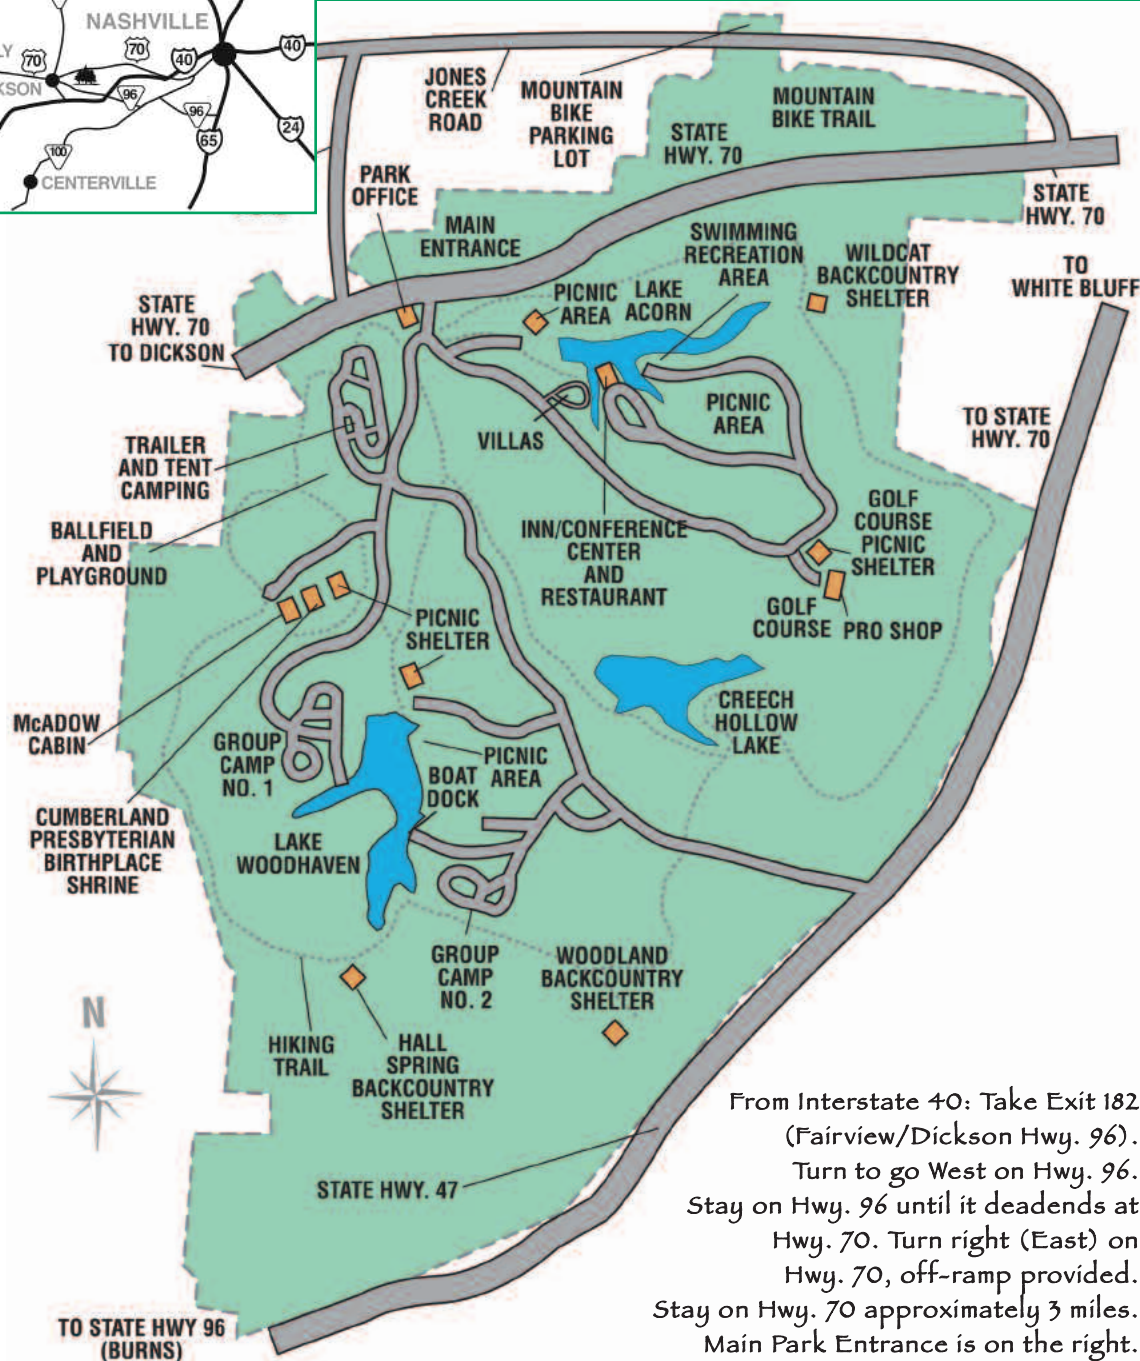 NASHVILLE
70
70
40
40
LY
KSON
96
96
65
24
100
CENTERVILLE
JONES
CREEK
ROAD
MOUNTAIN
BIKE
PARKING
LOT
MOUNTAIN
BIKE TRAIL
STATE
HWY. 70
PARK
OFFICE
STATE
HWY. 70
MAIN
ENTRANCE
SWIMMING
RECREATION
AREA
WILDCAT
BACKCOUNTRY
SHELTER
TO
WHITE BLUFF
STATE
HWY. 70
TO DICKSON
PICNIC
AREA
LAKE
ACORN
PICNIC
AREA
TO STATE
HWY. 70
VILLAS
TRAILER
AND TENT
CAMPING
BALLFIELD
AND
PLAYGROUND
INN/CONFERENCE
CENTER
AND
RESTAURANT
GOLF
COURSE
PICNIC
SHELTER
GOLF
COURSE
PRO SHOP
PICNIC
SHELTER
McADOW
CABIN
CREECH
HOLLOW
LAKE
GROUP
CAMP
NO. 1
PICNIC
AREA
BOAT
DOCK
CUMBERLAND
PRESBYTERIAN
BIRTHPLACE
SHRINE
LAKE
WOODHAVEN
GROUP
CAMP
NO. 2
WOODLAND
BACKCOUNTRY
SHELTER
N
HIKING
TRAIL
HALL
SPRING
BACKCOUNTRY
SHELTER
STATE HWY. 47
TO STATE HWY 96
(BURNS)
From Interstate 40: Take Exit 182
(Fairview/Dickson Hwy. 96).
Turn to go West on Hwy. 96.
Stay on Hwy. 96 until it deadends at
Hwy. 70. Turn right (East) on
Hwy. 70, off-ramp provided.
Stay on Hwy. 70 approximately 3 miles.
Main Park Entrance is on the right.